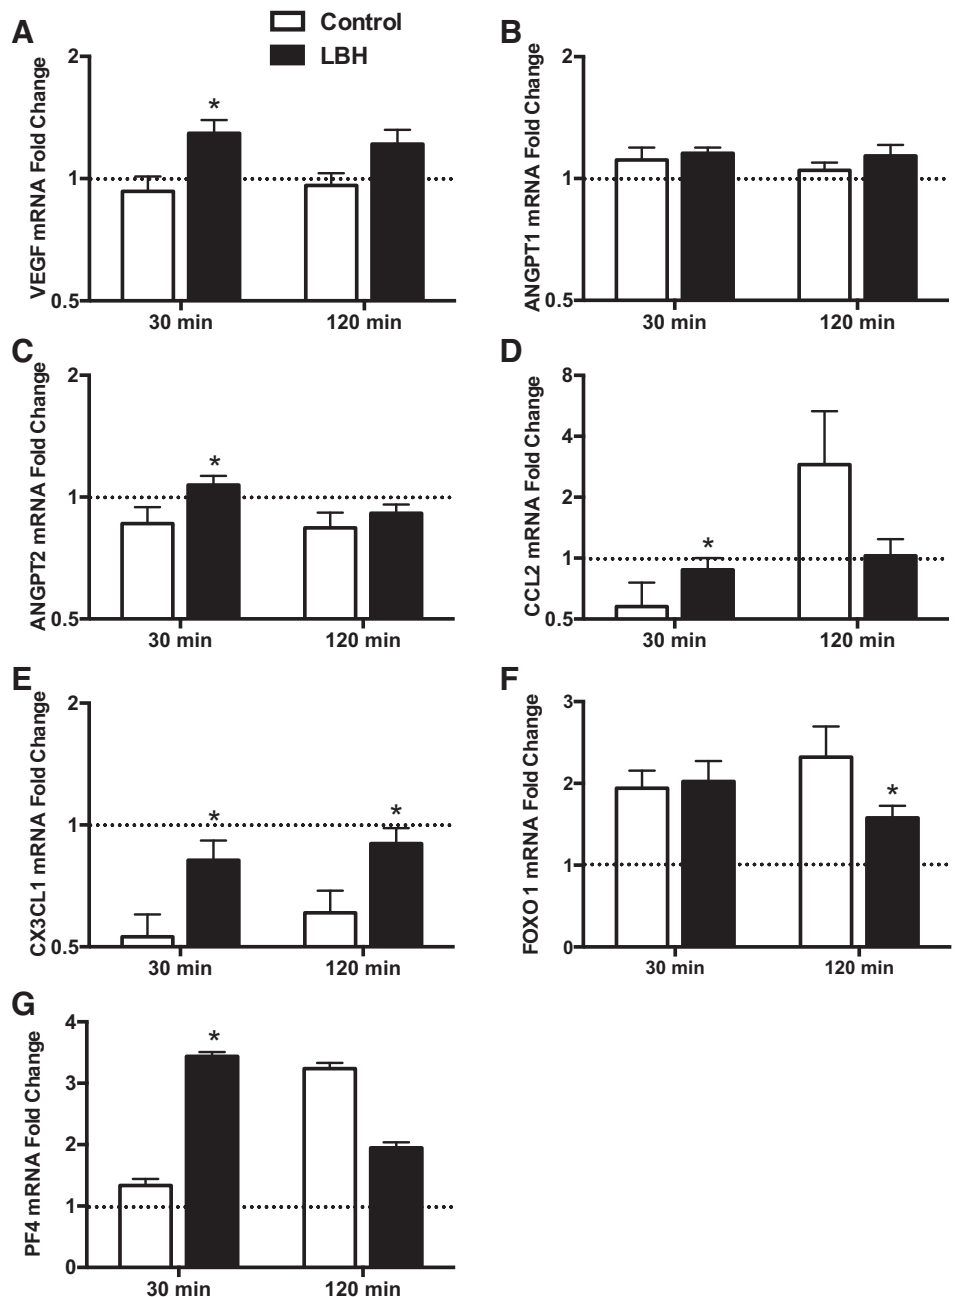 A
Control
LBH
VEGF mRNA Fold Change
2
1
0.5
*
30 min
120 min
B
ANGPT1 mRNA Fold Change
2
1
0.5
30 min
120 min
C
ANGPT2 mRNA Fold Change
2
1
0.5
*
30 min
120 min
D
CCL2 mRNA Fold Change
8
4
2
1
0.5
*
30 min
120 min
E
CX3CL1 mRNA Fold Change
2
1
0.5
*
*
30 min
120 min
F
FOXO 1 mRNA Fold Change
3
2
1
0
*
30 min
120 min
G
PF4 mRNA Fold Change
4
3
2
1
0
*
30 min
120 min